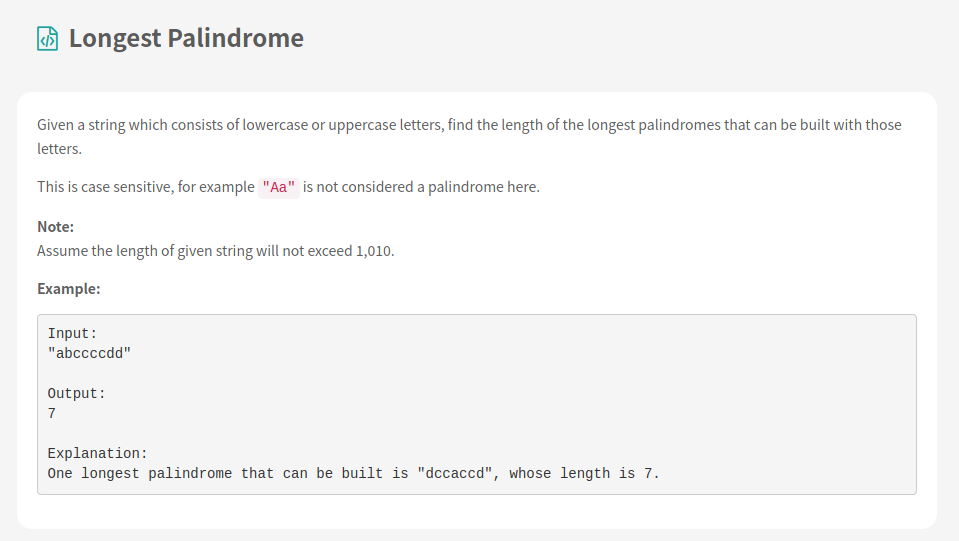 Longest Palindrome
Given a string which consists of lowercase or uppercase letters, find the length of the longest palindromes that can be built with those
letters.
This is case sensitive, for example "Aa" is not considered a palindrome here.
Note:
Assume the length of given string will not exceed 1,010.
Example:
Input:
"abccccdd"
Output:
7
Explanation:
One longest palindrome that can be built is "dccaccd", whose length is 7.